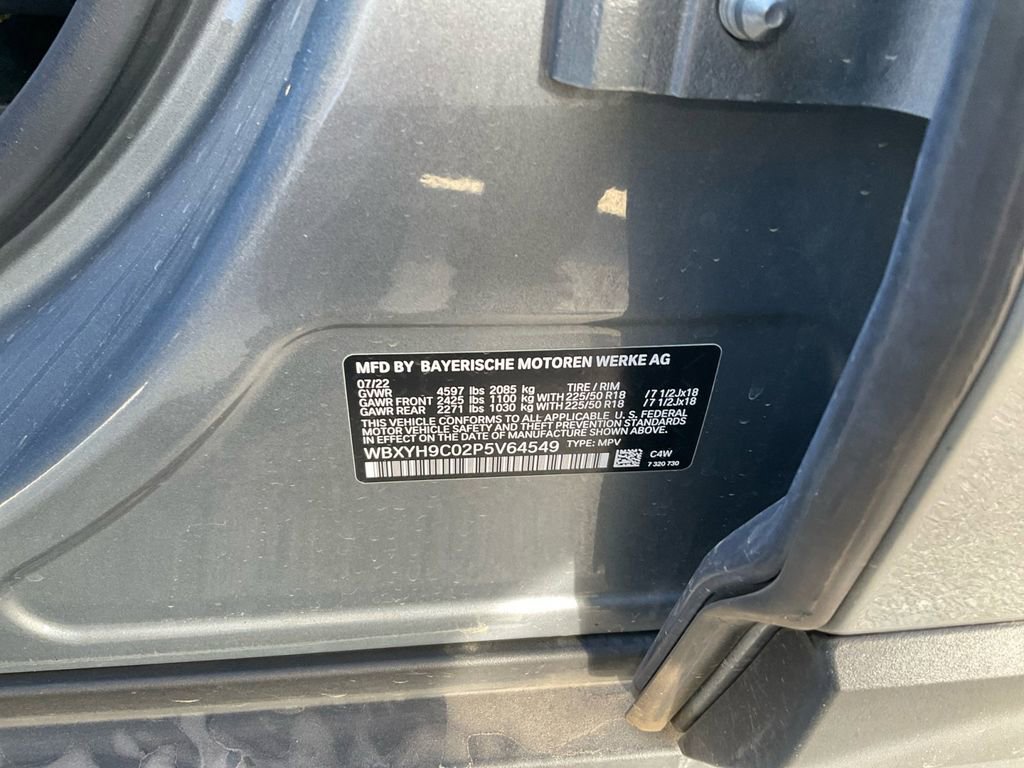 MFD BY BAYERISCHE MOTOREN WERKE AG
07/22
GVWR 4597 lbs 2085 kg TIRE / RIM
GAWR FRONT 2425 lbs 1100 kg WITH 225/50 R18 /7 1/2Jx18
GAWR REAR 2271 lbs 1030 kg WITH 225/50 R18 /7 1/2Jx18
THIS VEHICLE CONFORMS TO ALL APPLICABLE U. S. FEDERAL
MOTOR VEHICLE SAFETY AND THEFT PREVENTION STANDARDS
IN EFFECT ON THE DATE OF MANUFACTURE SHOWN ABOVE.
WBXYH9C02P5V64549 TYPE: MPV
C4W
7 320 730